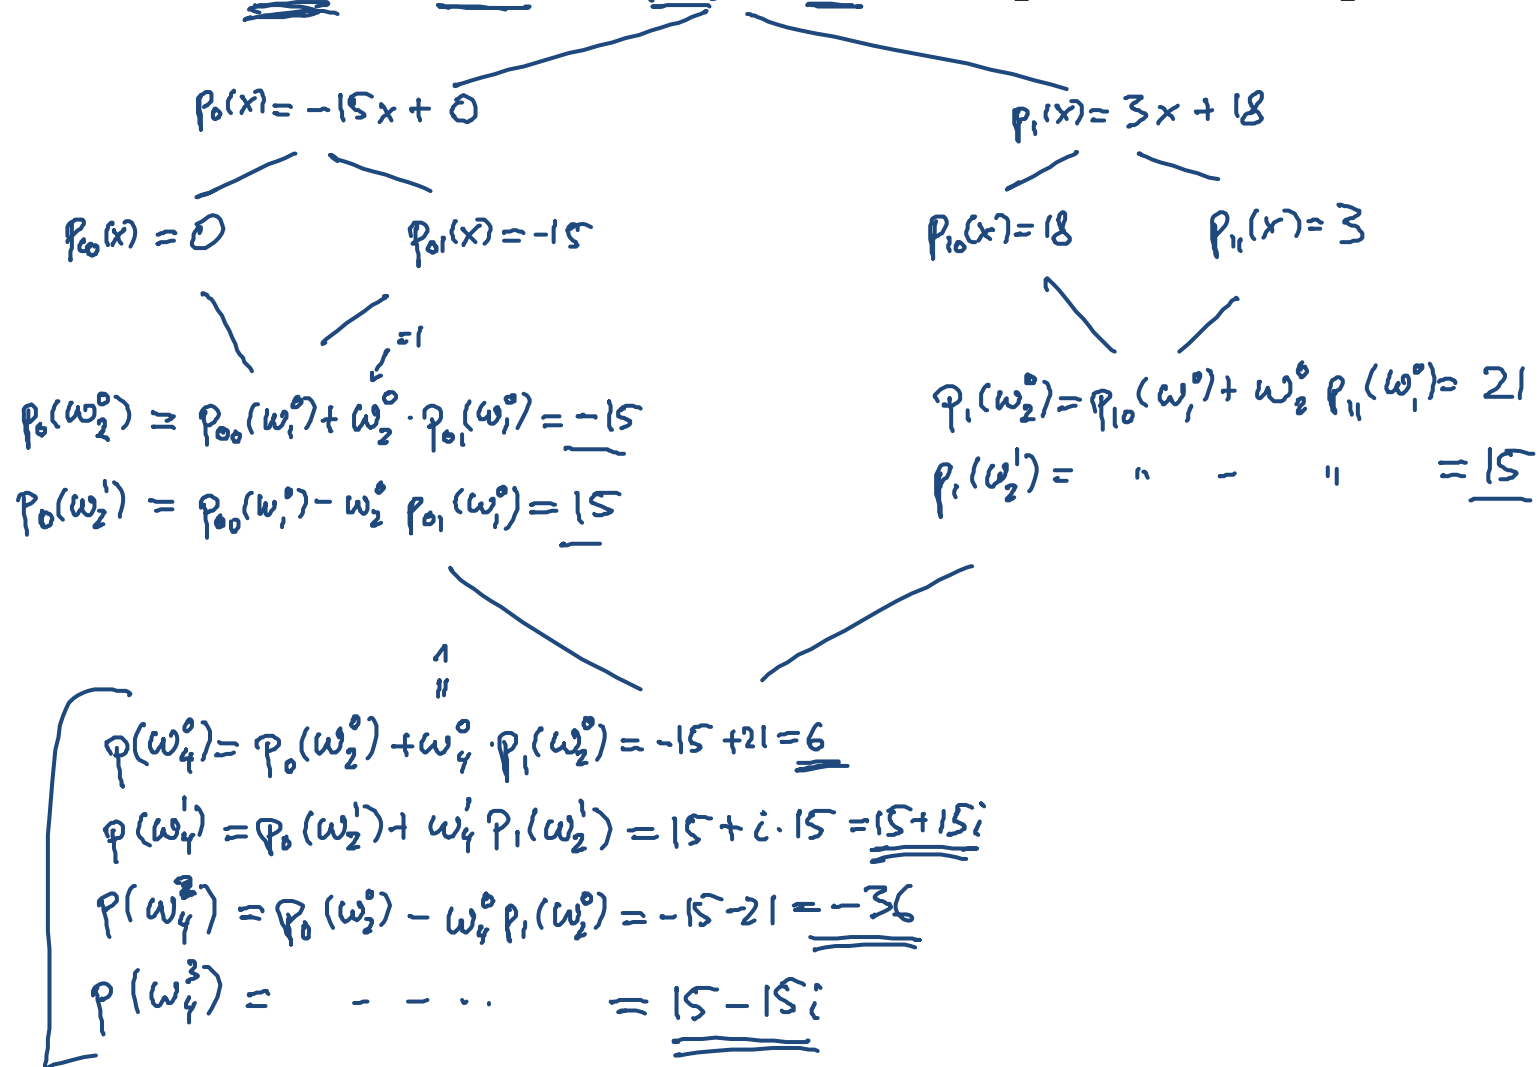 p₀(x) = -15x + 0
p₁(x) = 3x + 18
p₀₀(x) = 0
p₀₁(x) = -15
p₁₀(x) = 18
p₁₁(x) = 3
=1
p₀(ω₂⁰) = p₀₀(ω₁⁰) + ω₂⁰ · p₀₁(ω₁⁰) = -15
p₁(ω₂⁰) = p₁₀(ω₁⁰) + ω₂⁰ p₁₁(ω₁⁰) = 21
p₀(ω₂¹) = p₀₀(ω₁⁰) - ω₂⁰ p₀₁(ω₁⁰) = 15
p₁(ω₂¹) = " - " = 15
1
=
p(ω₄⁰) = p₀(ω₂⁰) + ω₄⁰ · p₁(ω₂⁰) = -15 + 21 = 6
p(ω₄¹) = p₀(ω₂¹) + ω₄¹ p₁(ω₂¹) = 15 + i · 15 = 15 + 15i
p(ω₄²) = p₀(ω₂⁰) - ω₄⁰ p₁(ω₂⁰) = -15 - 21 = -36
p(ω₄³) = - - · · = 15 - 15i